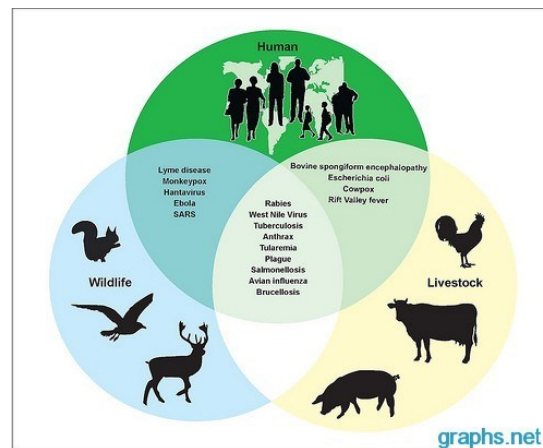 Human
Lyme disease
Monkeypox
Hantavirus
Ebola
SARS
Bovine spongiform encephalopathy
Escherichia coli
Cowpox
Rift Valley fever
Rabies
West Nile Virus
Tuberculosis
Anthrax
Tularemia
Plague
Salmonellosis
Avian influenza
Brucellosis
Wildlife
Livestock
graphs.net